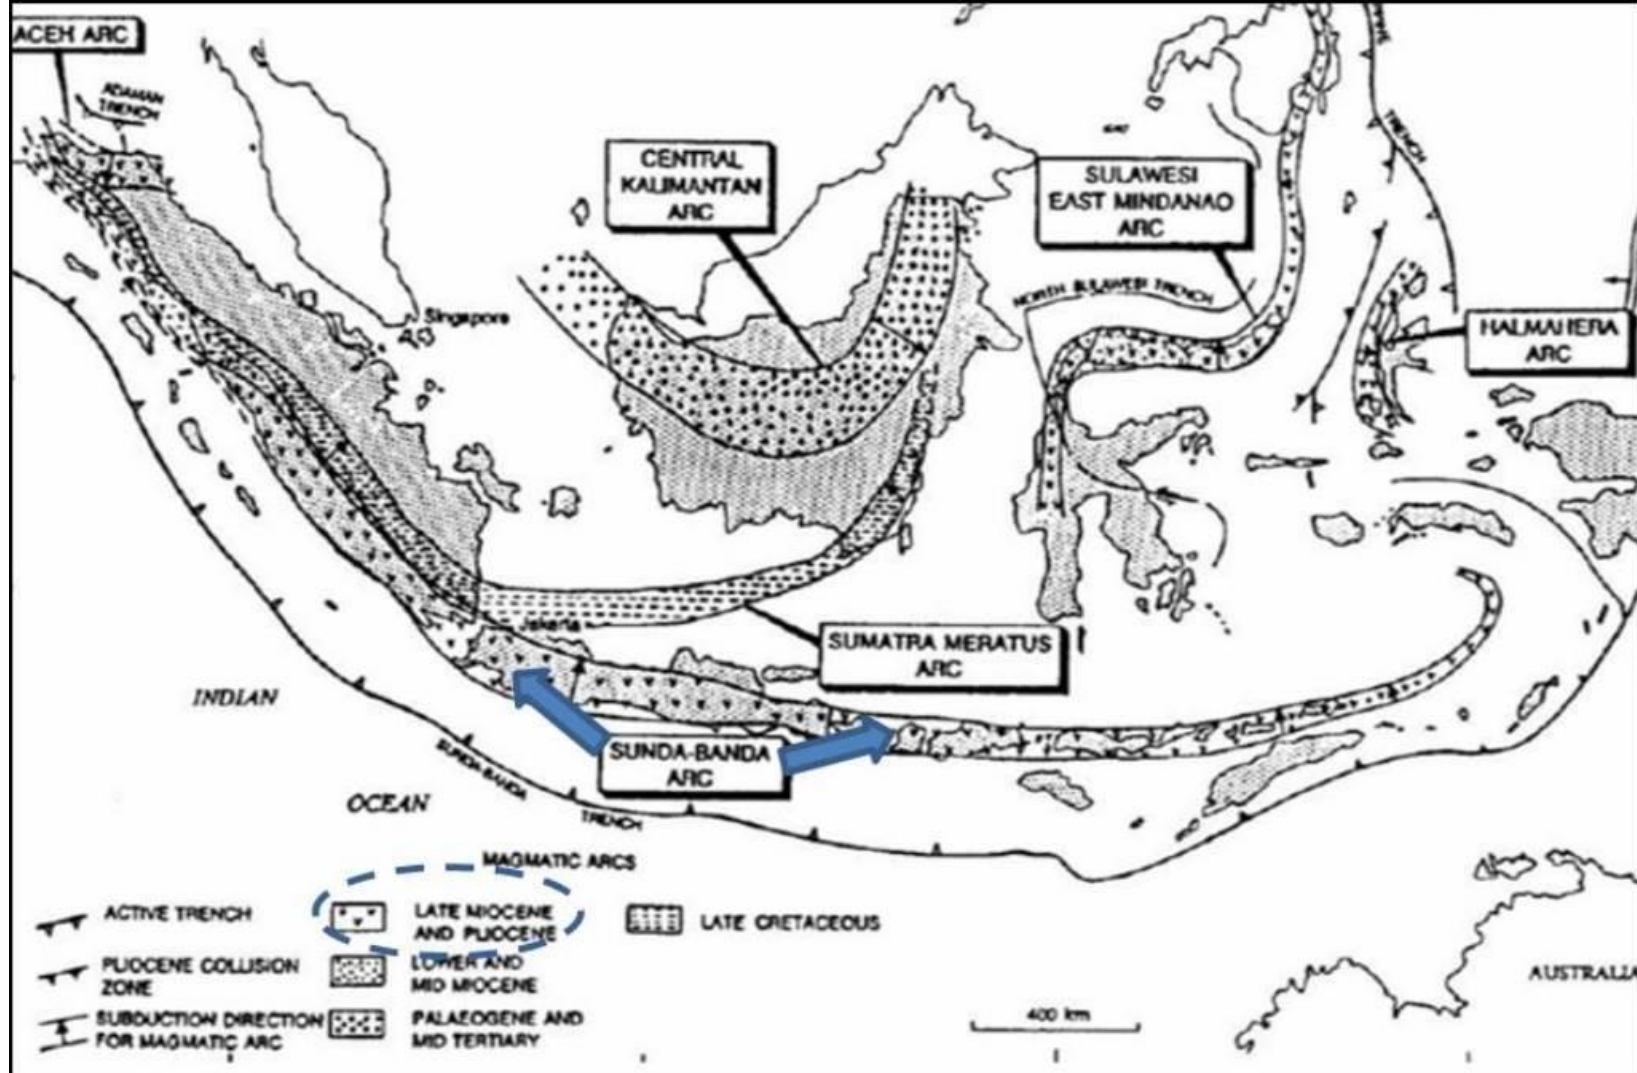 ACEH ARC
ADAMAN
TRENCH
CENTRAL
KALIMANTAN
ARC
SULAWESI
EAST MINDANAO
ARC
TRENCH
Singapore
NORTH SULAWESI TRENCH
HALMAHERA
ARC
Jakarta
SUMATRA MERATUS
ARC
INDIAN
OCEAN
SUNDA-BANDA
TRENCH
SUNDA-BANDA
ARC
MAGMATIC ARCS
ACTIVE TRENCH
PLIOCENE COLLISION
ZONE
SUBDUCTION DIRECTION
FOR MAGMATIC ARC
LATE MIOCENE
AND PLIOCENE
LOWER AND
MID MIOCENE
PALAEOGENE AND
MID TERTIARY
LATE CRETACEOUS
400 km
AUSTRALIA